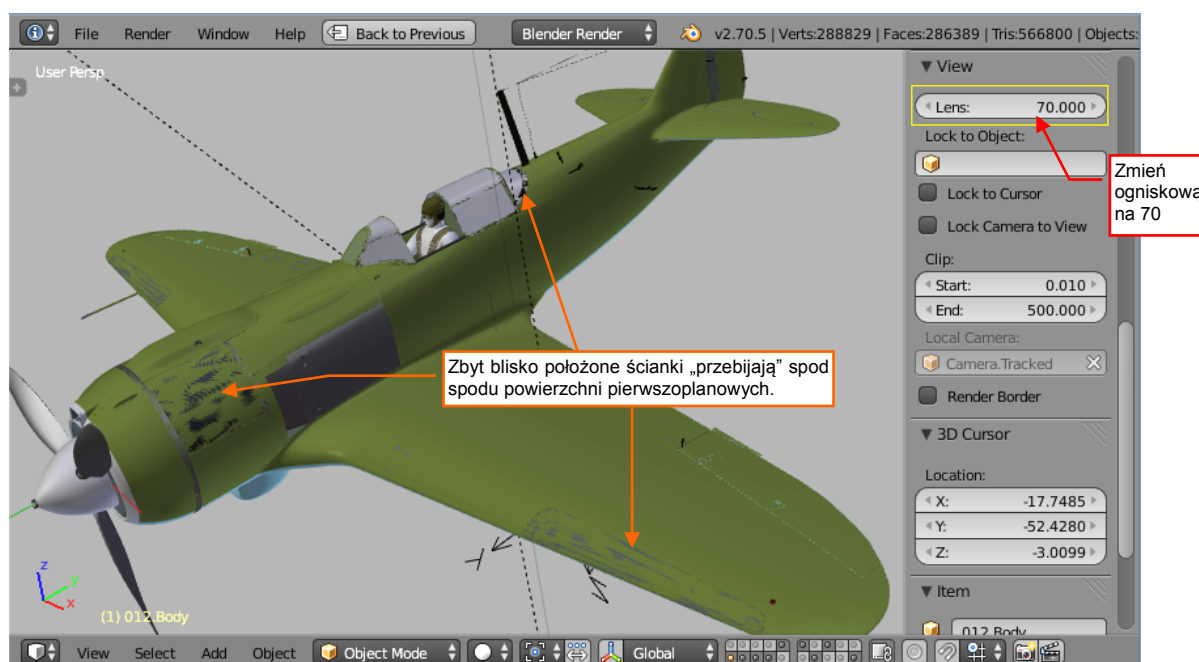 File Render Window Help Back to Previous Blender Render v2.70.5 | Verts:288829 | Faces:286389 | Tris:566800 | Objects:
User Persp
View
Lens: 70.000
Lock to Object:
Zmień
ogniskowa
na 70
Lock to Cursor
Lock Camera to View
Clip:
Start: 0.010
End: 500.000
Local Camera:
Camera.Tracked
Render Border
Zbyt blisko położone ścianki „przebijają” spod
spodu powierzchni pierwszoplanowych.
3D Cursor
Location:
X: -17.7485
Y: -52.4280
Z: -3.0099
Item
012.Body
z
y
x
(1) 012.Body
View Select Add Object Object Mode Global